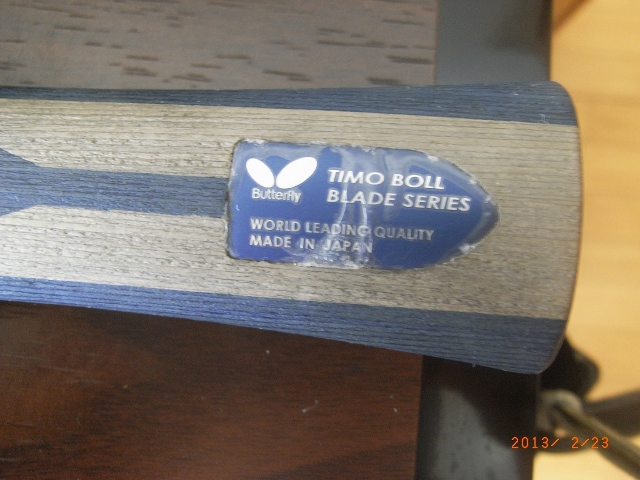 Butterfly
TIMO BOLL
BLADE SERIES
WORLD LEADING QUALITY
MADE IN JAPAN
2013/ 2/23